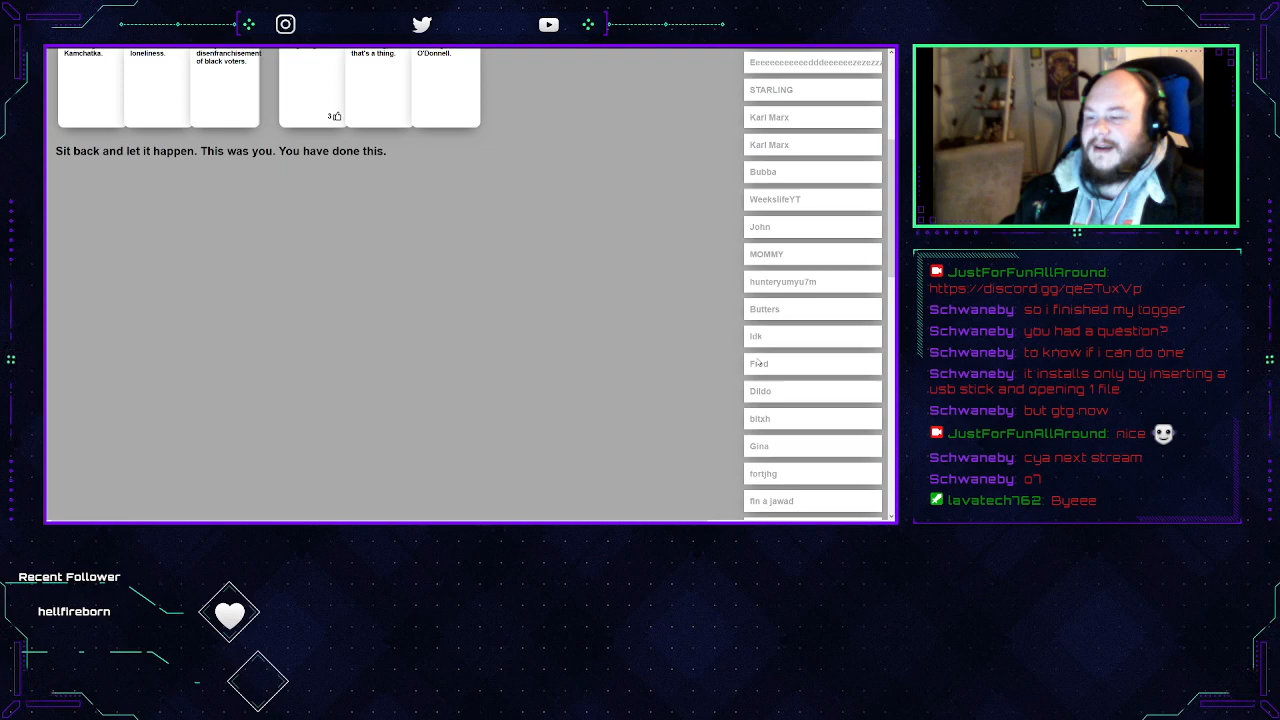 Kamchatka.
loneliness.
disenfranchisement
of black voters.
that's a thing.
O'Donnell.
3
Sit back and let it happen. This was you. You have done this.
STARLING
Karl Marx
Karl Marx
Bubba
WeekslifeYT
John
MOMMY
hunteryumyu7m
Butters
Idk
Dildo
bitxh
Gina
fortjhg
fin a jawad
JustForFunAllAround:
https://discord.gg/qe2TuxVp
Schwaneby: so i finished my logger
Schwaneby: you had a question?
Schwaneby: to know if i can do one
Schwaneby: it installs only by inserting a
usb stick and opening 1 file
Schwaneby: but gtg now
JustForFunAllAround: nice
Schwaneby: cya next stream
Schwaneby: o7
lavatech762: Byeee
Recent Follower
hellfireborn